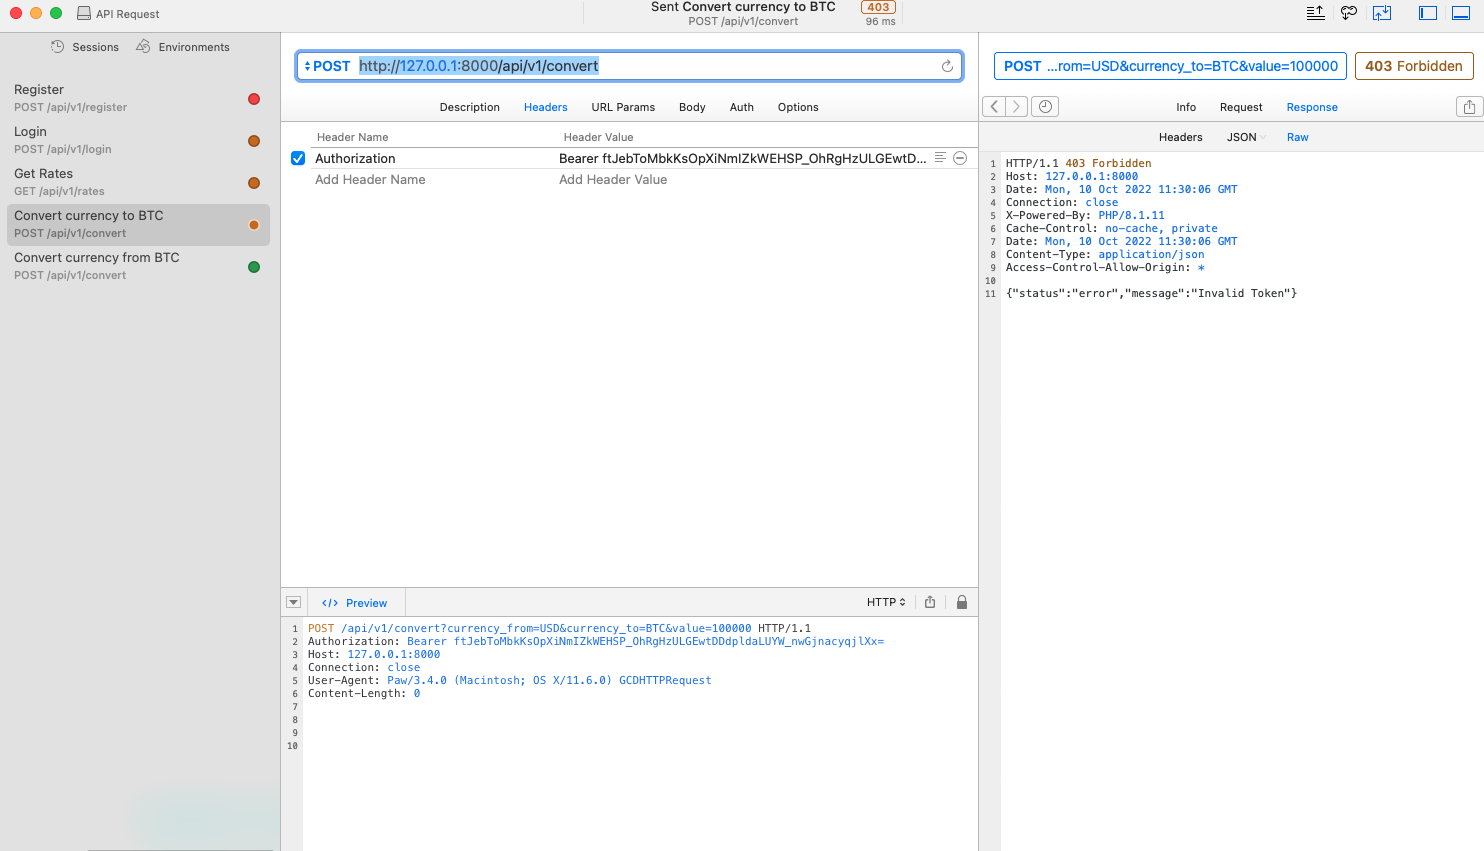 API Request
Sent Convert currency to BTC
POST /api/v1/convert
403
96 ms
Sessions
Environments
Register
POST /api/v1/register
Login
POST /api/v1/login
Get Rates
GET /api/v1/rates
Convert currency to BTC
POST /api/v1/convert
Convert currency from BTC
POST /api/v1/convert
POST http://127.0.0.1:8000/api/v1/convert
Description Headers URL Params Body Auth Options
Header Name Header Value
Authorization Bearer ftJebToMbkKsOpXiNmIZkWEHSP_OhRgHzULGEwtD...
Add Header Name Add Header Value
</> Preview
HTTP
1 POST /api/v1/convert?currency_from=USD&currency_to=BTC&value=100000 HTTP/1.1
2 Authorization: Bearer ftJebToMbkKsOpXiNmIZkWEHSP_OhRgHzULGEwtDDdpldaLUYW_nwGjnacyqjlXx=
3 Host: 127.0.0.1:8000
4 Connection: close
5 User-Agent: Paw/3.4.0 (Macintosh; OS X/11.6.0) GCDHTTPRequest
6 Content-Length: 0
7
8
9
10
POST ...rom=USD&currency_to=BTC&value=100000
403 Forbidden
Info Request Response
Headers JSON Raw
1 HTTP/1.1 403 Forbidden
2 Host: 127.0.0.1:8000
3 Date: Mon, 10 Oct 2022 11:30:06 GMT
4 Connection: close
5 X-Powered-By: PHP/8.1.11
6 Cache-Control: no-cache, private
7 Date: Mon, 10 Oct 2022 11:30:06 GMT
8 Content-Type: application/json
9 Access-Control-Allow-Origin: *
10
11 {"status":"error","message":"Invalid Token"}